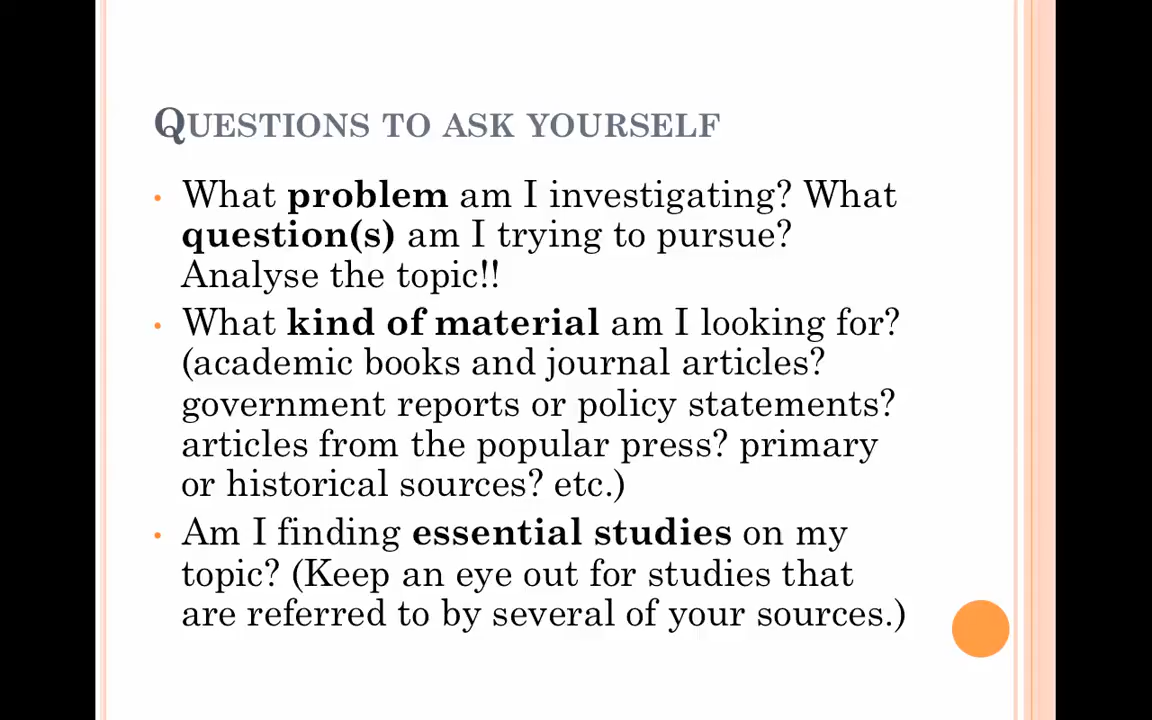 QUESTIONS TO ASK YOURSELF
• What problem am I investigating? What
question(s) am I trying to pursue?
Analyse the topic!!
• What kind of material am I looking for?
(academic books and journal articles?
government reports or policy statements?
articles from the popular press? primary
or historical sources? etc.)
• Am I finding essential studies on my
topic? (Keep an eye out for studies that
are referred to by several of your sources.)